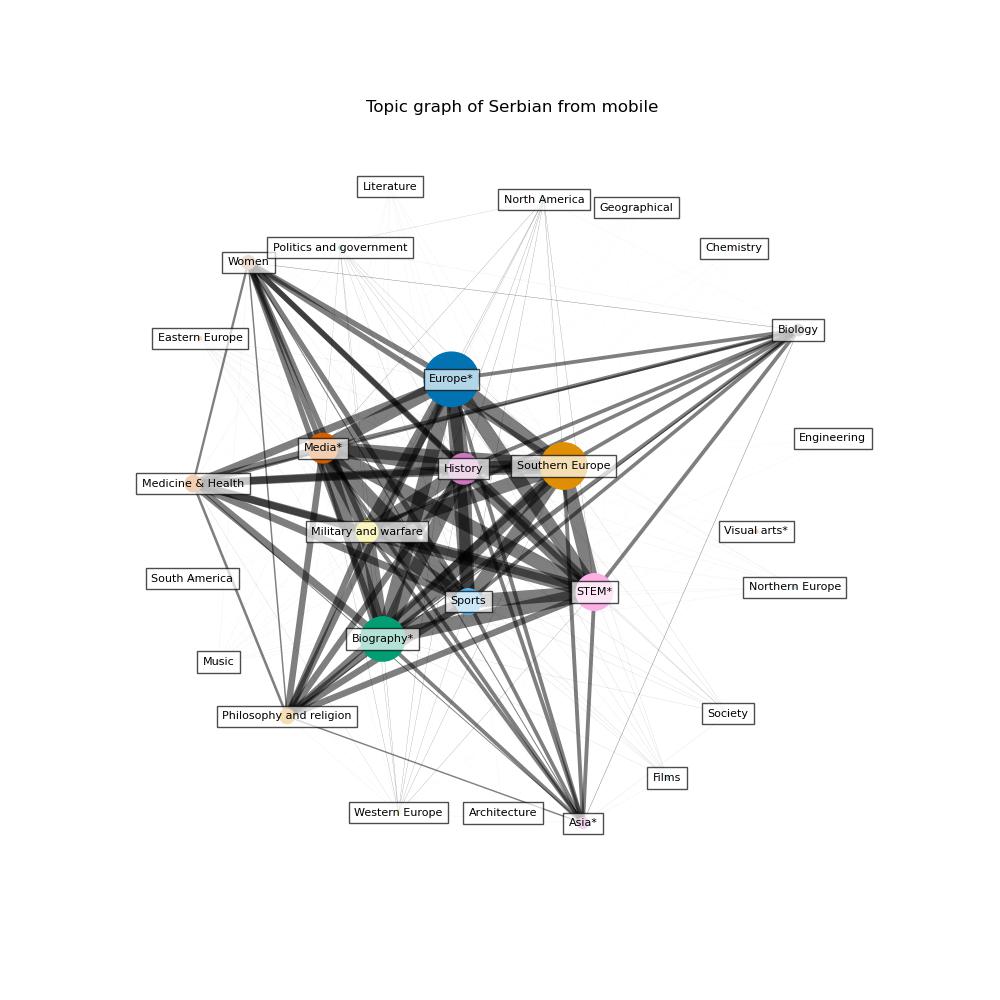 Topic graph of Serbian from mobile
Literature
North America
Geographical
Politics and government
Chemistry
Women
Biology
Eastern Europe
Europe*
Engineering
Media*
Southern Europe
History
Medicine & Health
Military and warfare
Visual arts*
South America
Northern Europe
STEM*
Sports
Biography*
Music
Society
Philosophy and religion
Films
Western Europe
Architecture
Asia*